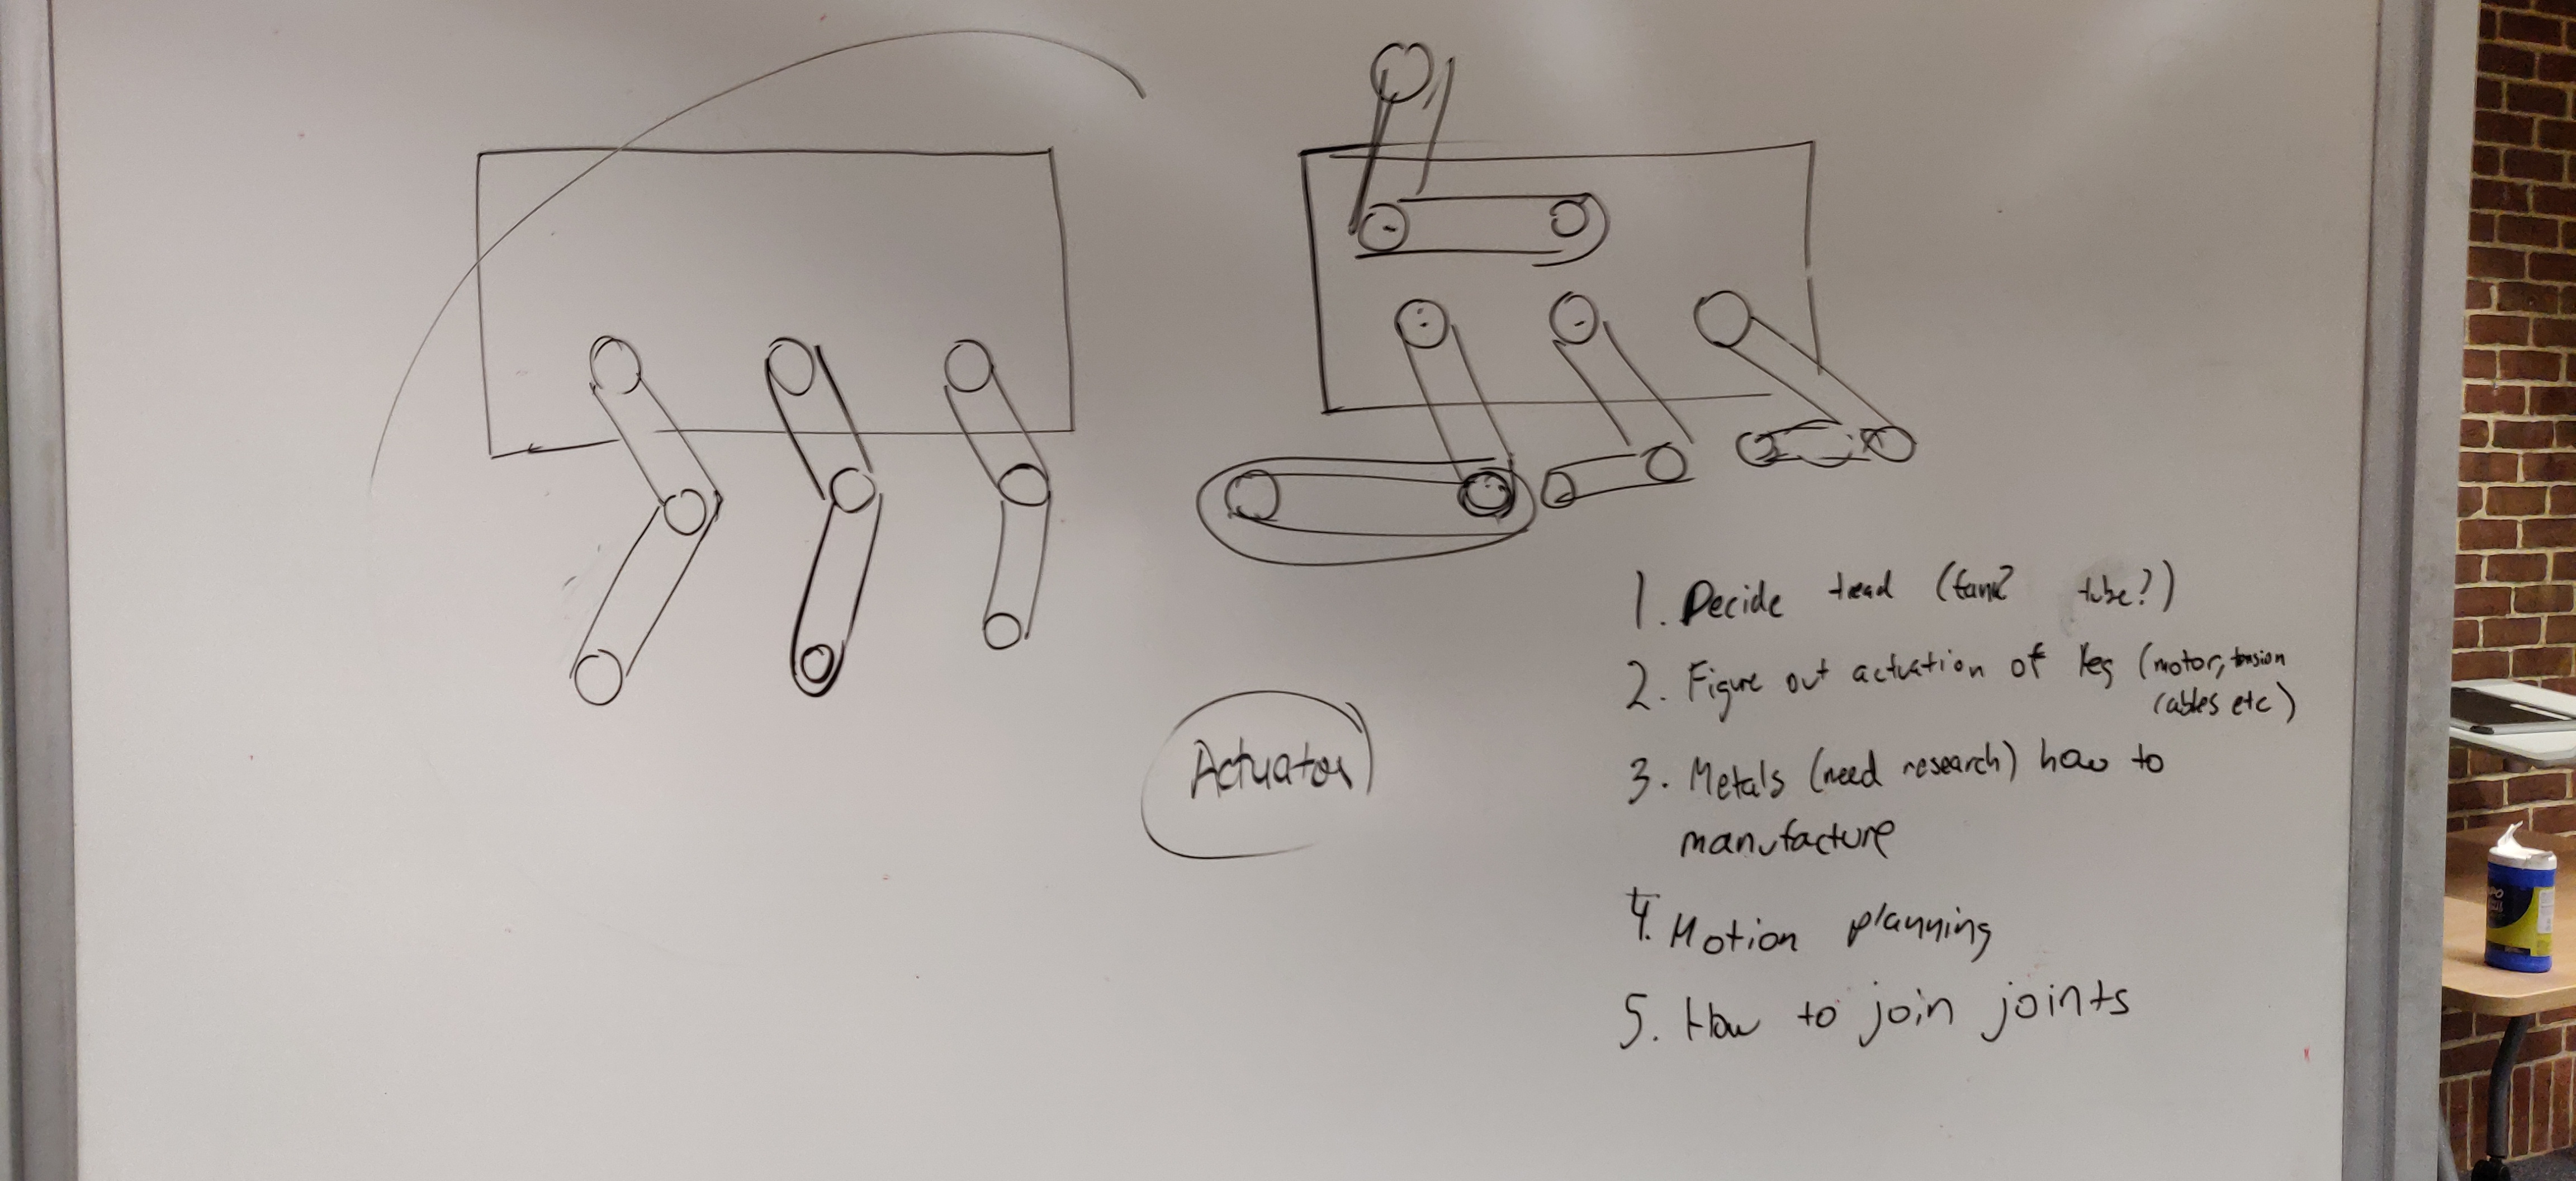 Actuator
1. Decide tread (tank? tube?)
2. Figure out actuation of leg (motor, tension
cables etc)
3. Metals (need research) how to
manufacture
4. Motion planning
5. How to join joints